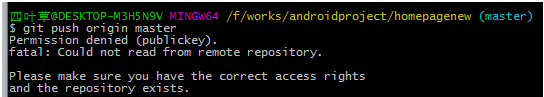 四叶草@DESKTOP-M3H5N9V MINGW64 /f/works/androidproject/homepagenew (master)
$ git push origin master
Permission denied (publickey).
fatal: Could not read from remote repository.
Please make sure you have the correct access rights
and the repository exists.